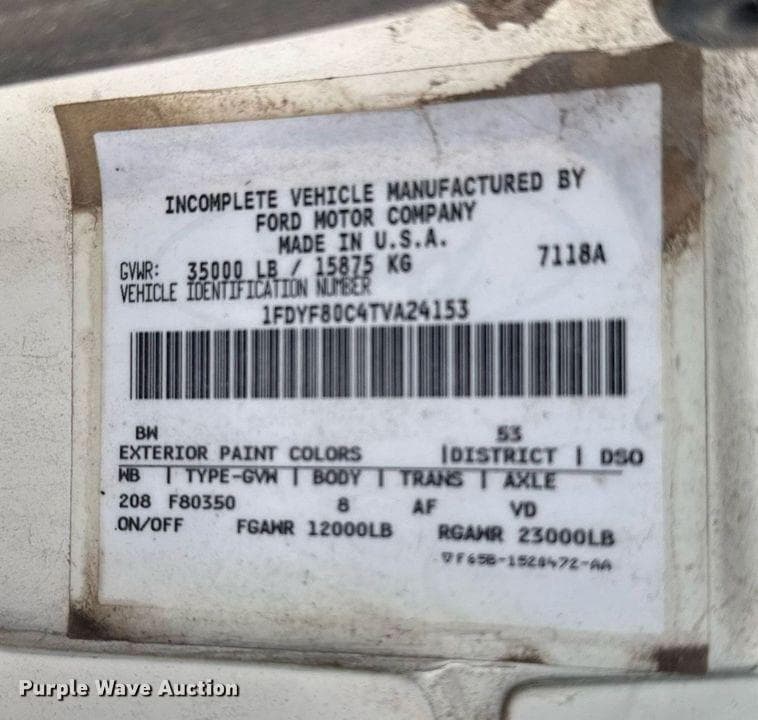 INCOMPLETE VEHICLE MANUFACTURED BY
FORD MOTOR COMPANY
MADE IN U.S.A.
GVWR: 35000 LB / 15875 KG 7118A
VEHICLE IDENTIFICATION NUMBER
1FDYF80C4TVA24153
BW 53
EXTERIOR PAINT COLORS |DISTRICT | DSO
WB | TYPE-GVW | BODY | TRANS | AXLE
208 F80350 8 AF VD
ON/OFF FGAWR 12000LB RGAWR 23000LB
▽F65B-1520472-AA
Purple Wave Auction